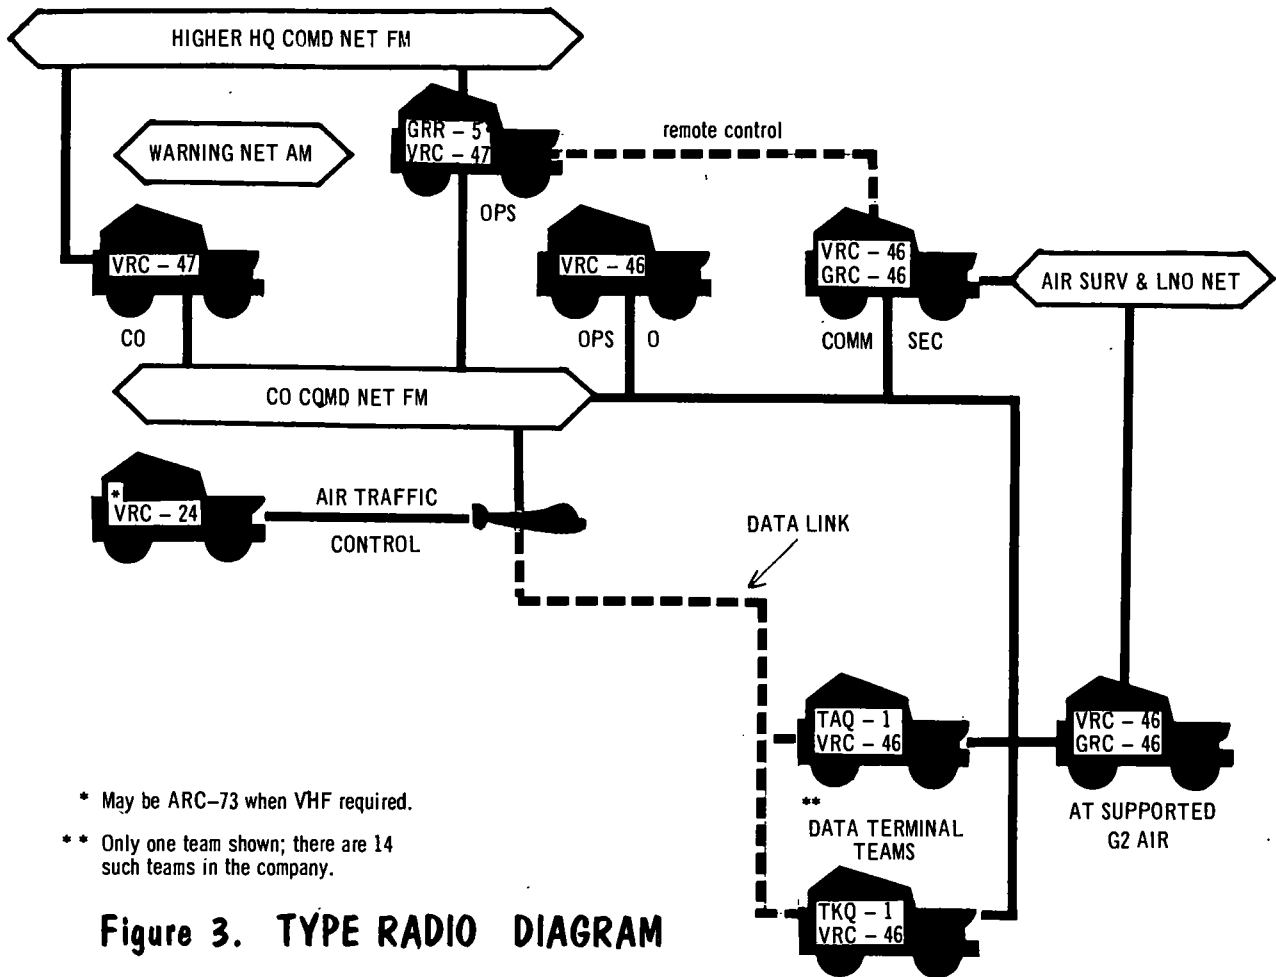 HIGHER HQ COMD NET FM
WARNING NET AM
GRR – 5
VRC – 47
OPS
remote control
VRC – 47
CO
VRC – 46
OPS O
VRC – 46
GRC – 46
COMM SEC
AIR SURV & LNO NET
CO COMD NET FM
*
VRC – 24
AIR TRAFFIC
CONTROL
DATA LINK
TAQ – 1
VRC – 46
VRC – 46
GRC – 46
**
DATA TERMINAL
TEAMS
AT SUPPORTED
G2 AIR
TKQ – 1
VRC – 46
* May be ARC–73 when VHF required.
** Only one team shown; there are 14
such teams in the company.
Figure 3. TYPE RADIO DIAGRAM